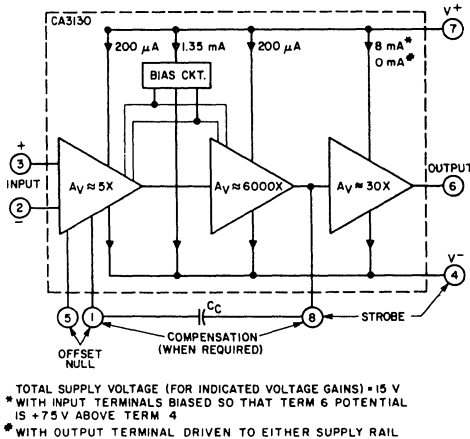 CA3130
V+
7
200 µA
1.35 mA
200 µA
8 mA*
0 mA#
BIAS CKT.
+
3
INPUT
2
−
AV ≈ 5X
AV ≈ 6000X
AV ≈ 30X
OUTPUT
6
V−
4
CC
5
1
8
STROBE
COMPENSATION
(WHEN REQUIRED)
OFFSET
NULL
TOTAL SUPPLY VOLTAGE (FOR INDICATED VOLTAGE GAINS) = 15 V
* WITH INPUT TERMINALS BIASED SO THAT TERM 6 POTENTIAL
IS +7.5 V ABOVE TERM 4
# WITH OUTPUT TERMINAL DRIVEN TO EITHER SUPPLY RAIL